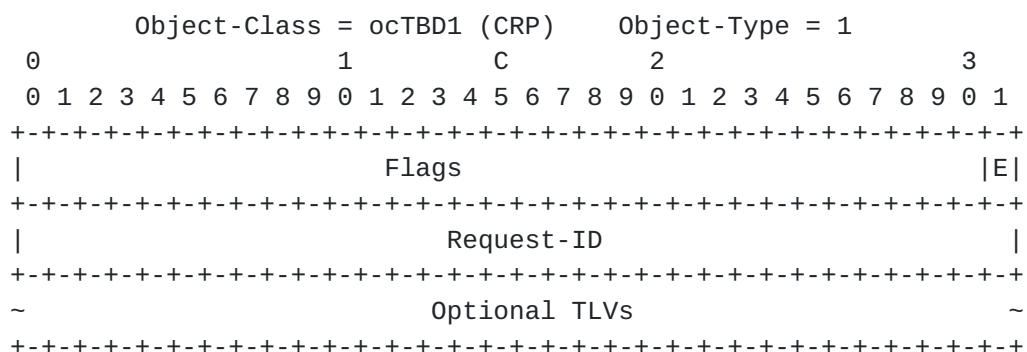 Object-Class = ocTBD1 (CRP)    Object-Type = 1
 0                   1         C         2                   3
 0 1 2 3 4 5 6 7 8 9 0 1 2 3 4 5 6 7 8 9 0 1 2 3 4 5 6 7 8 9 0 1
+-+-+-+-+-+-+-+-+-+-+-+-+-+-+-+-+-+-+-+-+-+-+-+-+-+-+-+-+-+-+-+-+
|                       Flags                                 |E|
+-+-+-+-+-+-+-+-+-+-+-+-+-+-+-+-+-+-+-+-+-+-+-+-+-+-+-+-+-+-+-+-+
|                           Request-ID                          |
+-+-+-+-+-+-+-+-+-+-+-+-+-+-+-+-+-+-+-+-+-+-+-+-+-+-+-+-+-+-+-+-+
~                          Optional TLVs                        ~
+-+-+-+-+-+-+-+-+-+-+-+-+-+-+-+-+-+-+-+-+-+-+-+-+-+-+-+-+-+-+-+-+